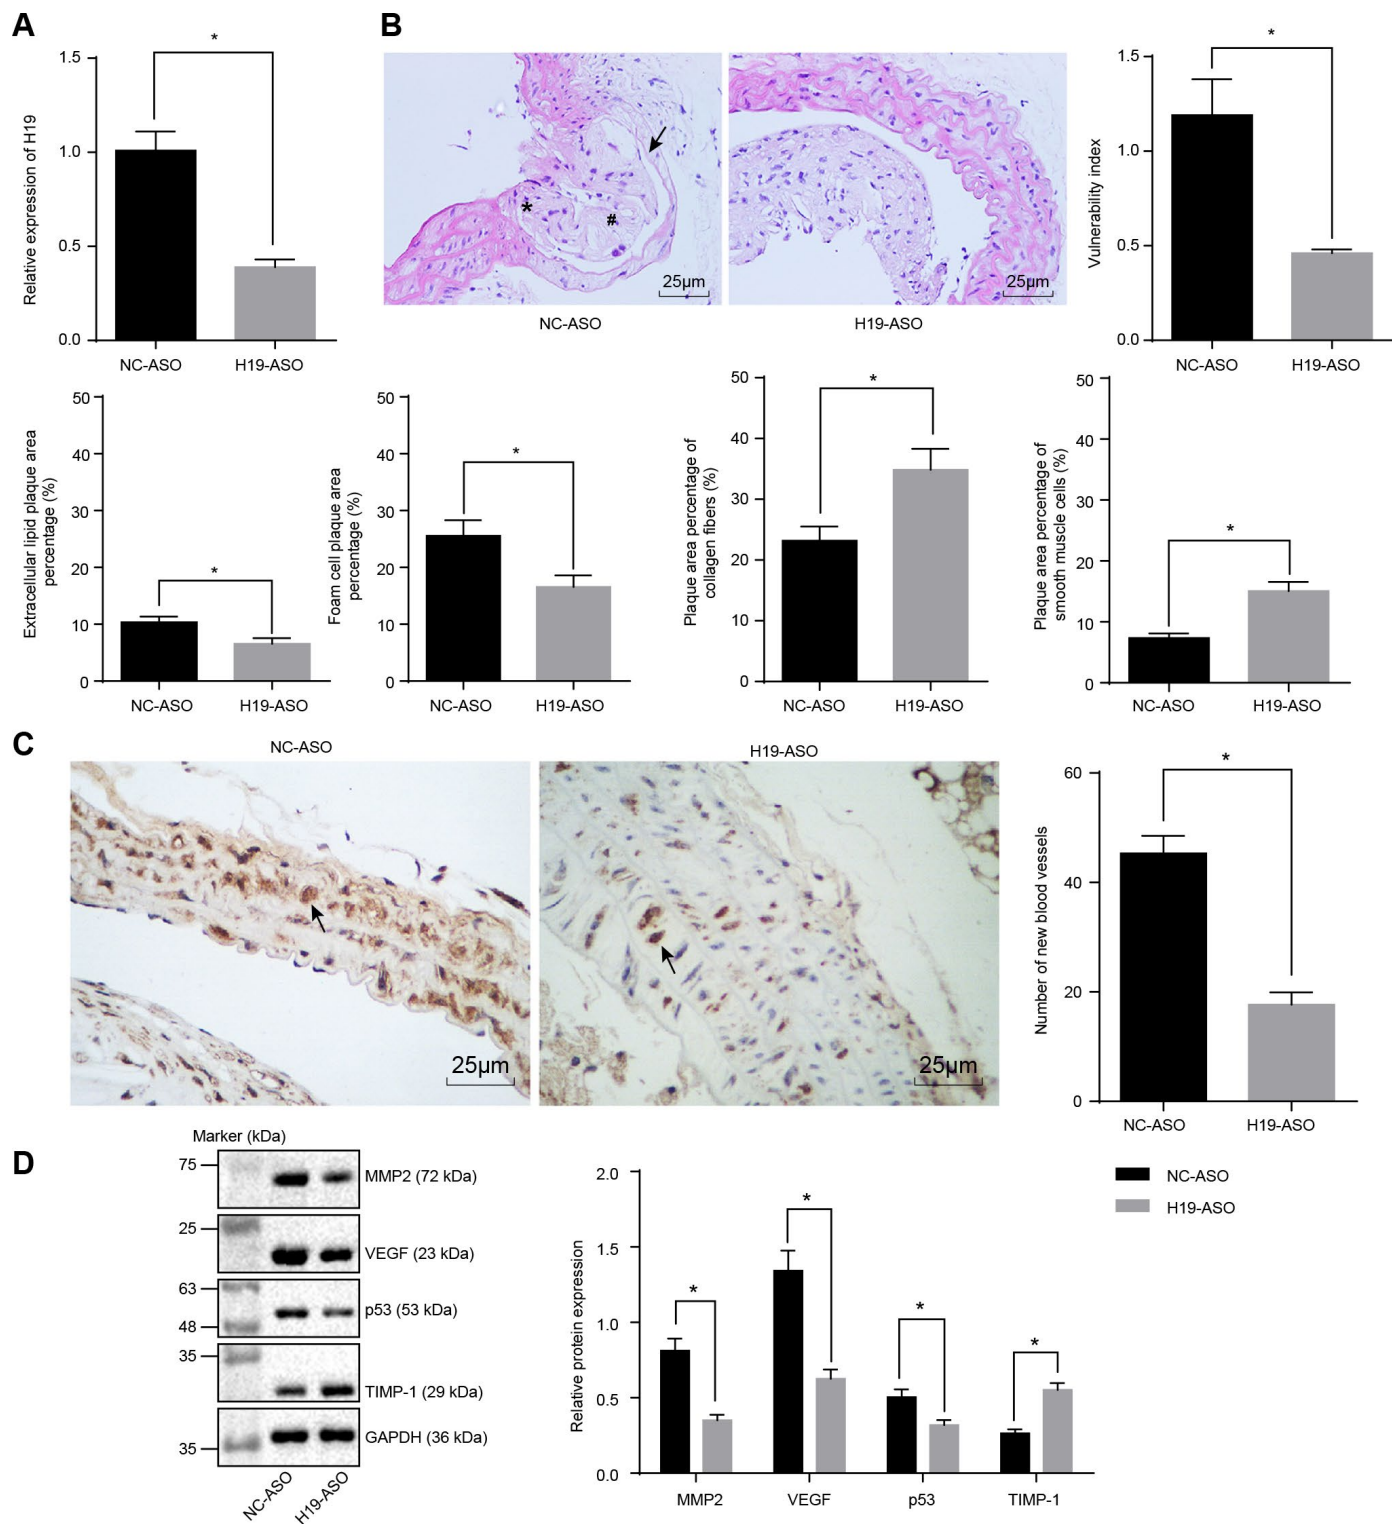 A
B
*
1.5
1.0
0.5
0.0
Relative expression of H19
NC-ASO
H19-ASO
*
#
25µm
25µm
NC-ASO
H19-ASO
*
1.5
1.0
0.5
0.0
Vulnerability index
NC-ASO
H19-ASO
50
40
30
20
10
0
Extracellular lipid plaque area
percentage (%)
*
NC-ASO
H19-ASO
50
40
30
20
10
0
Foam cell plaque area
percentage (%)
*
NC-ASO
H19-ASO
50
40
30
20
10
0
Plaque area percentage of
collagen fibers (%)
*
NC-ASO
H19-ASO
50
40
30
20
10
0
Plaque area percentage of
smooth muscle cells (%)
*
NC-ASO
H19-ASO
C
NC-ASO
H19-ASO
25µm
25µm
60
40
20
0
Number of new blood vessels
*
NC-ASO
H19-ASO
D
Marker (kDa)
75
MMP2 (72 kDa)
25
VEGF (23 kDa)
63
48
p53 (53 kDa)
35
TIMP-1 (29 kDa)
35
GAPDH (36 kDa)
NC-ASO
H19-ASO
2.0
1.5
1.0
0.5
0.0
Relative protein expression
*
*
*
*
MMP2
VEGF
p53
TIMP-1
NC-ASO
H19-ASO